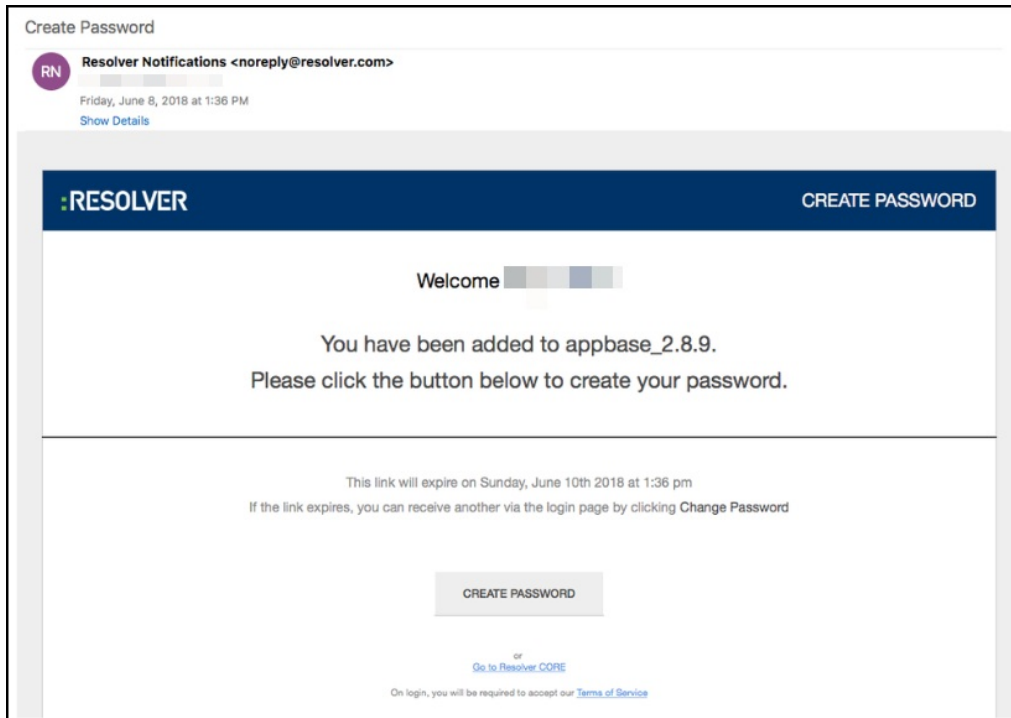 Create Password
RN
Resolver Notifications <noreply@resolver.com>
Friday, June 8, 2018 at 1:36 PM
Show Details
:RESOLVER
CREATE PASSWORD
Welcome
You have been added to appbase_2.8.9.
Please click the button below to create your password.
This link will expire on Sunday, June 10th 2018 at 1:36 pm
If the link expires, you can receive another via the login page by clicking Change Password
CREATE PASSWORD
or
Go to Resolver CORE
On login, you will be required to accept our Terms of Service